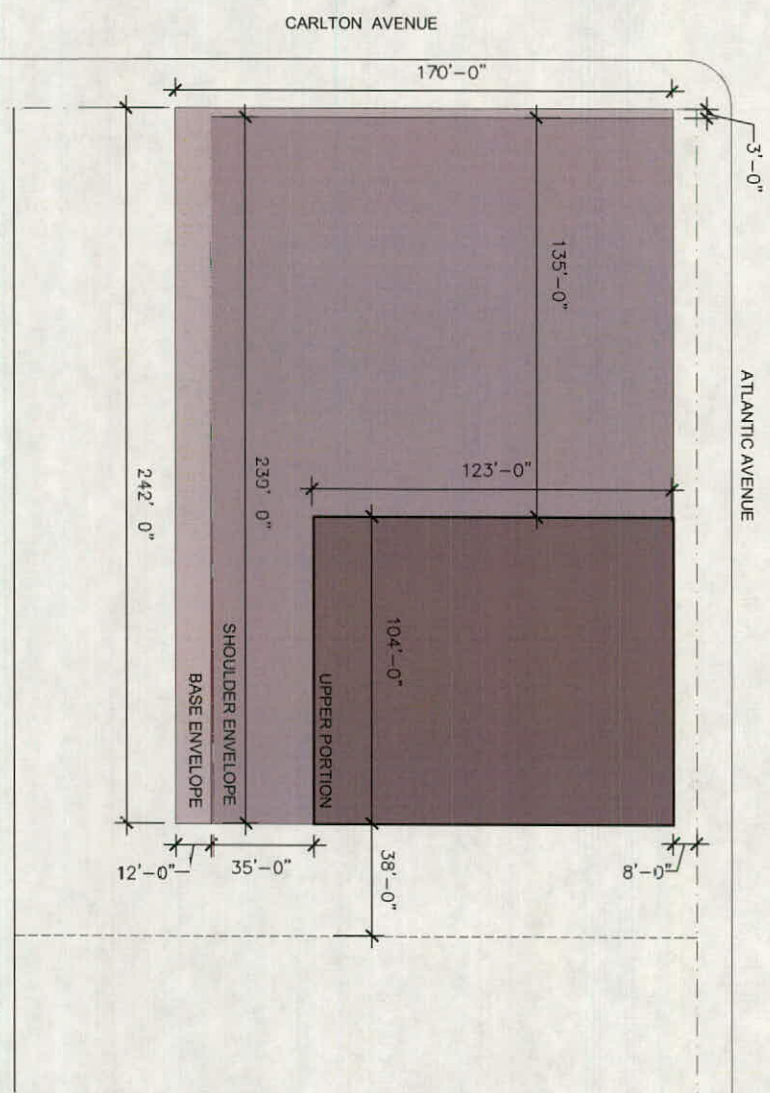 CARLTON AVENUE
170'-0"
3'-0"
135'-0"
ATLANTIC AVENUE
123'-0"
242' 0"
239' 0"
104'-0"
SHOULDER ENVELOPE
BASE ENVELOPE
UPPER PORTION
12'-0"
35'-0"
38'-0"
8'-0"